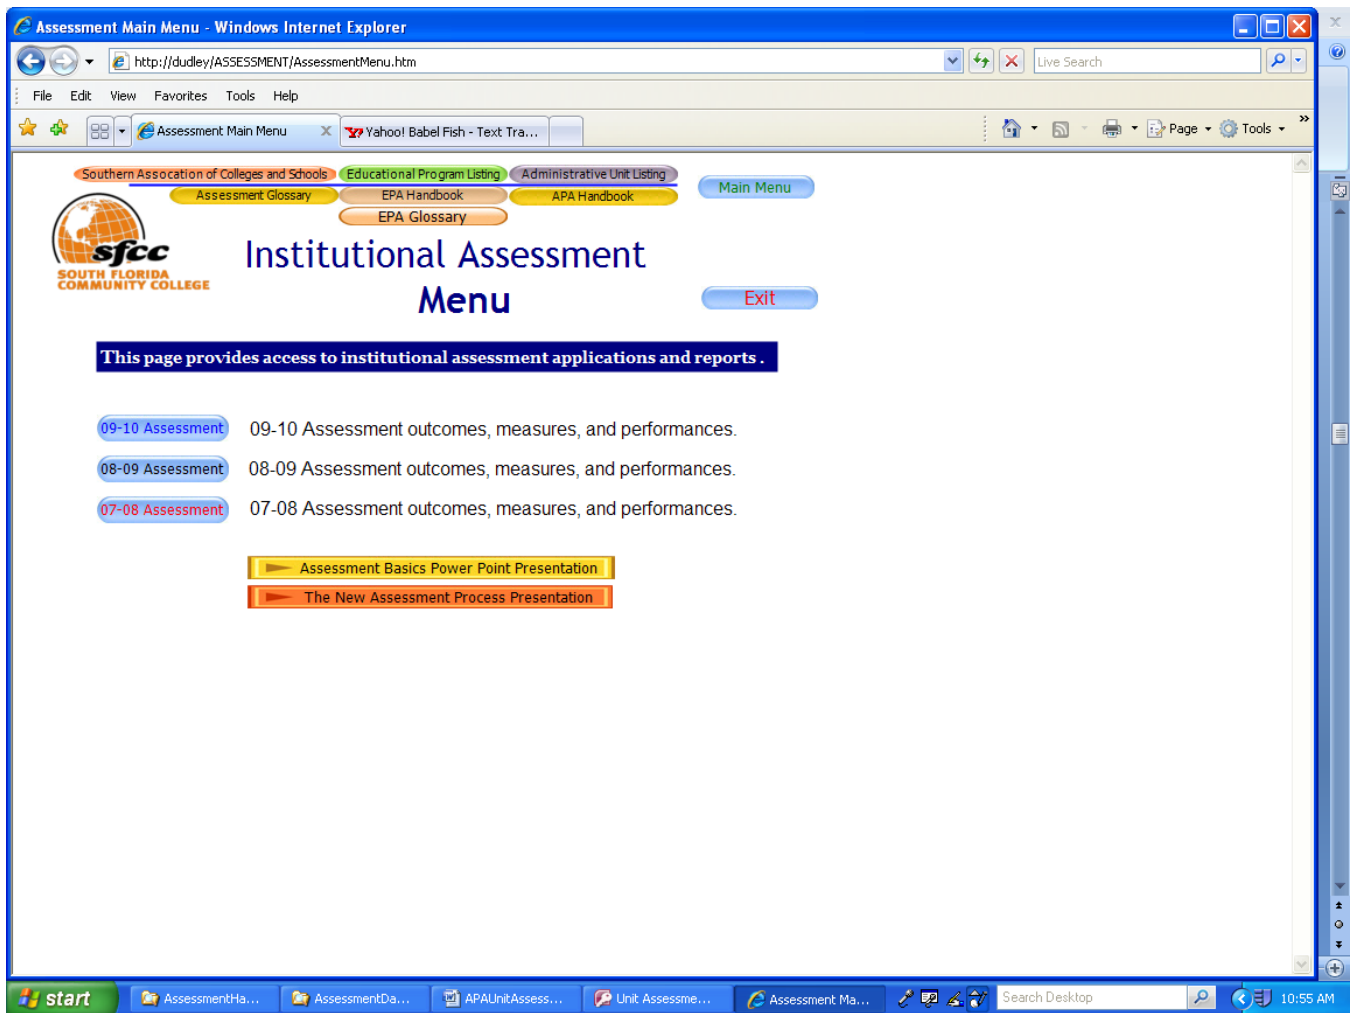 Assessment Main Menu - Windows Internet Explorer
http://dudley/ASSESSMENT/AssessmentMenu.htm
Live Search
File Edit View Favorites Tools Help
Assessment Main Menu
Yahoo! Babel Fish - Text Tra...
Page
Tools
Southern Assocation of Colleges and Schools
Educational Program Listing
Administrative Unit Listing
Main Menu
Assessment Glossary
EPA Handbook
APA Handbook
EPA Glossary
sfcc
SOUTH FLORIDA
COMMUNITY COLLEGE
Institutional Assessment
Menu
Exit
This page provides access to institutional assessment applications and reports .
09-10 Assessment 09-10 Assessment outcomes, measures, and performances.
08-09 Assessment 08-09 Assessment outcomes, measures, and performances.
07-08 Assessment 07-08 Assessment outcomes, measures, and performances.
Assessment Basics Power Point Presentation
The New Assessment Process Presentation
start AssessmentHa... AssessmentDa... APAUnitAssess... Unit Assessme... Assessment Ma... Search Desktop 10:55 AM